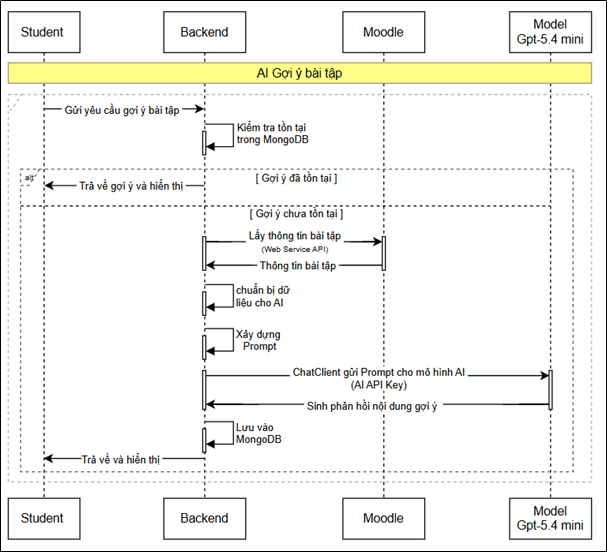 Student
Backend
Moodle
Model
Gpt-5.4 mini
AI Gợi ý bài tập
Gửi yêu cầu gợi ý bài tập
Kiểm tra tồn tại
trong MongoDB
alt
[ Gợi ý đã tồn tại ]
Trả về gợi ý và hiển thị
[ Gợi ý chưa tồn tại ]
Lấy thông tin bài tập
(Web Service API)
Thông tin bài tập
chuẩn bị dữ
liệu cho AI
Xây dựng
Prompt
ChatClient gửi Prompt cho mô hình AI
(AI API Key)
Sinh phản hồi nội dung gợi ý
Lưu vào
MongoDB
Trả về và hiển thị
Student
Backend
Moodle
Model
Gpt-5.4 mini